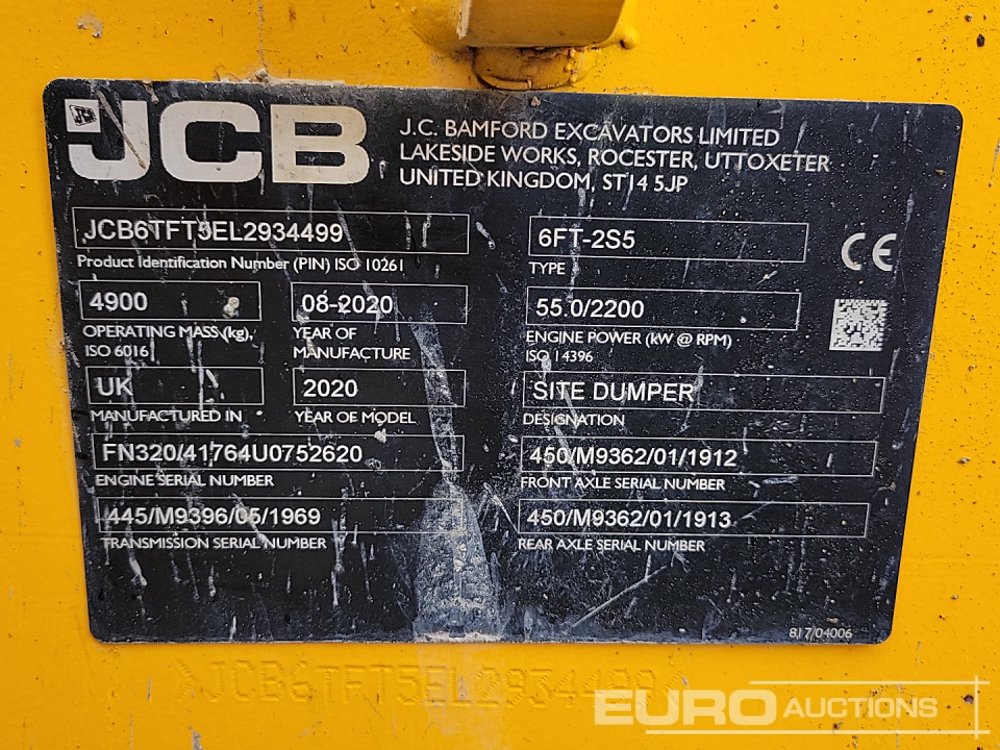 JCB
J.C. BAMFORD EXCAVATORS LIMITED
LAKESIDE WORKS, ROCESTER, UTTOXETER
UNITED KINGDOM, ST14 5JP
JCB6TFT5EL2934499
Product Identification Number (PIN) ISO 10261
6FT-2S5
TYPE
CE
4900
OPERATING MASS (kg),
ISO 6016
08-2020
YEAR OF
MANUFACTURE
55.0/2200
ENGINE POWER (kW @ RPM)
ISO 14396
UK
MANUFACTURED IN
2020
YEAR OF MODEL
SITE DUMPER
DESIGNATION
FN320/41764U0752620
ENGINE SERIAL NUMBER
450/M9362/01/1912
FRONT AXLE SERIAL NUMBER
445/M9396/05/1969
TRANSMISSION SERIAL NUMBER
450/M9362/01/1913
REAR AXLE SERIAL NUMBER
817/04006
JCB6TFT5EL2934499
EURO AUCTIONS